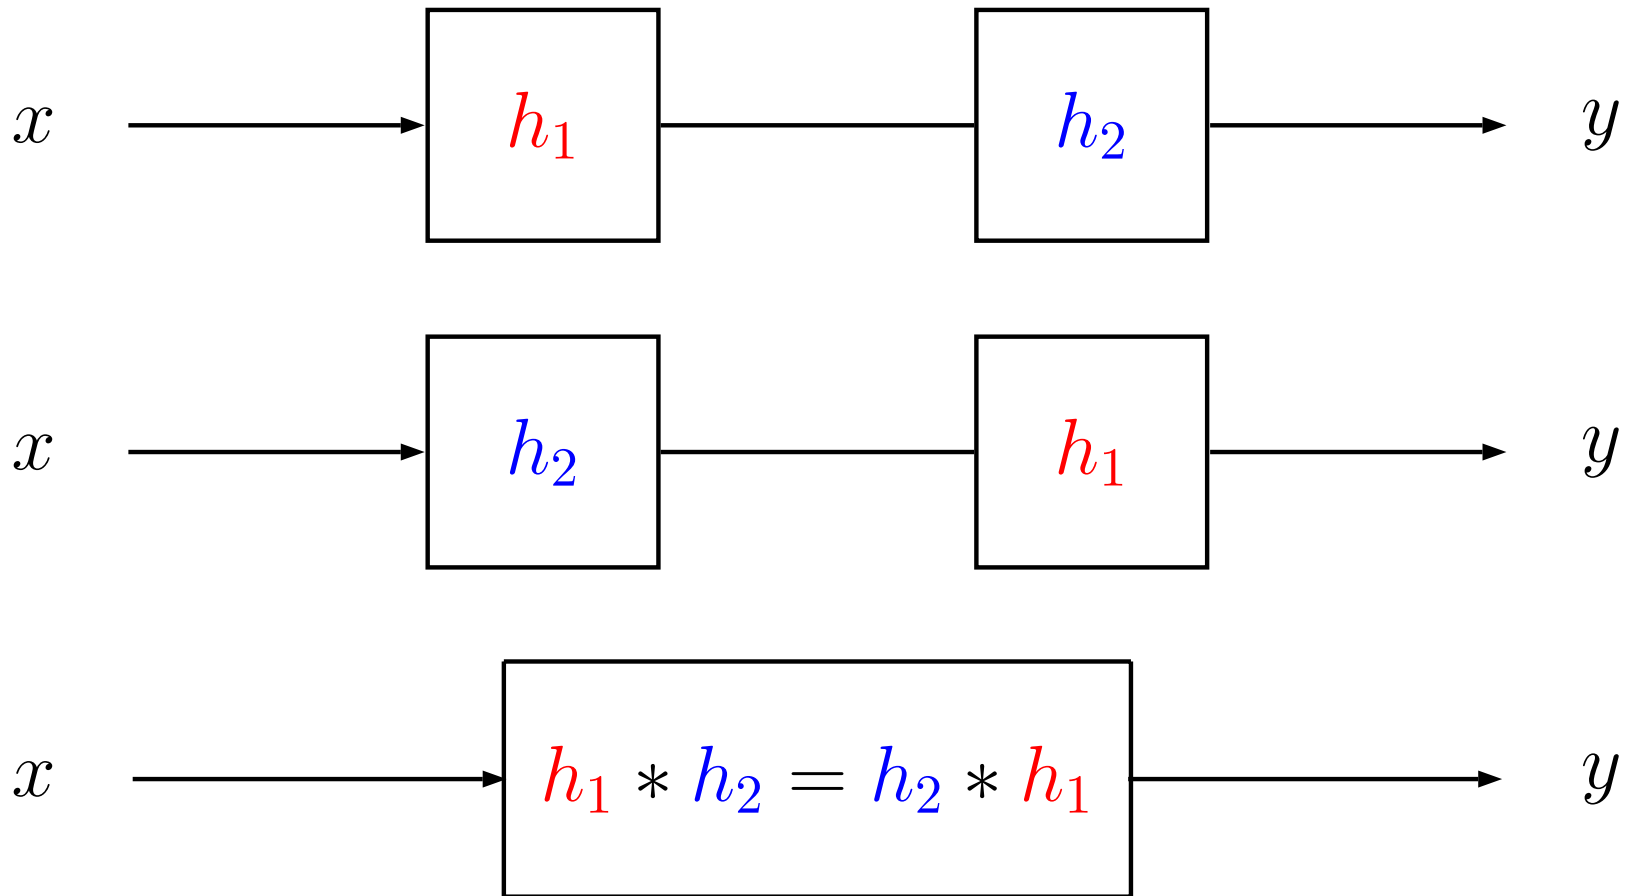 x h₁ h₂ y
x h₂ h₁ y
x h₁ * h₂ = h₂ * h₁ y